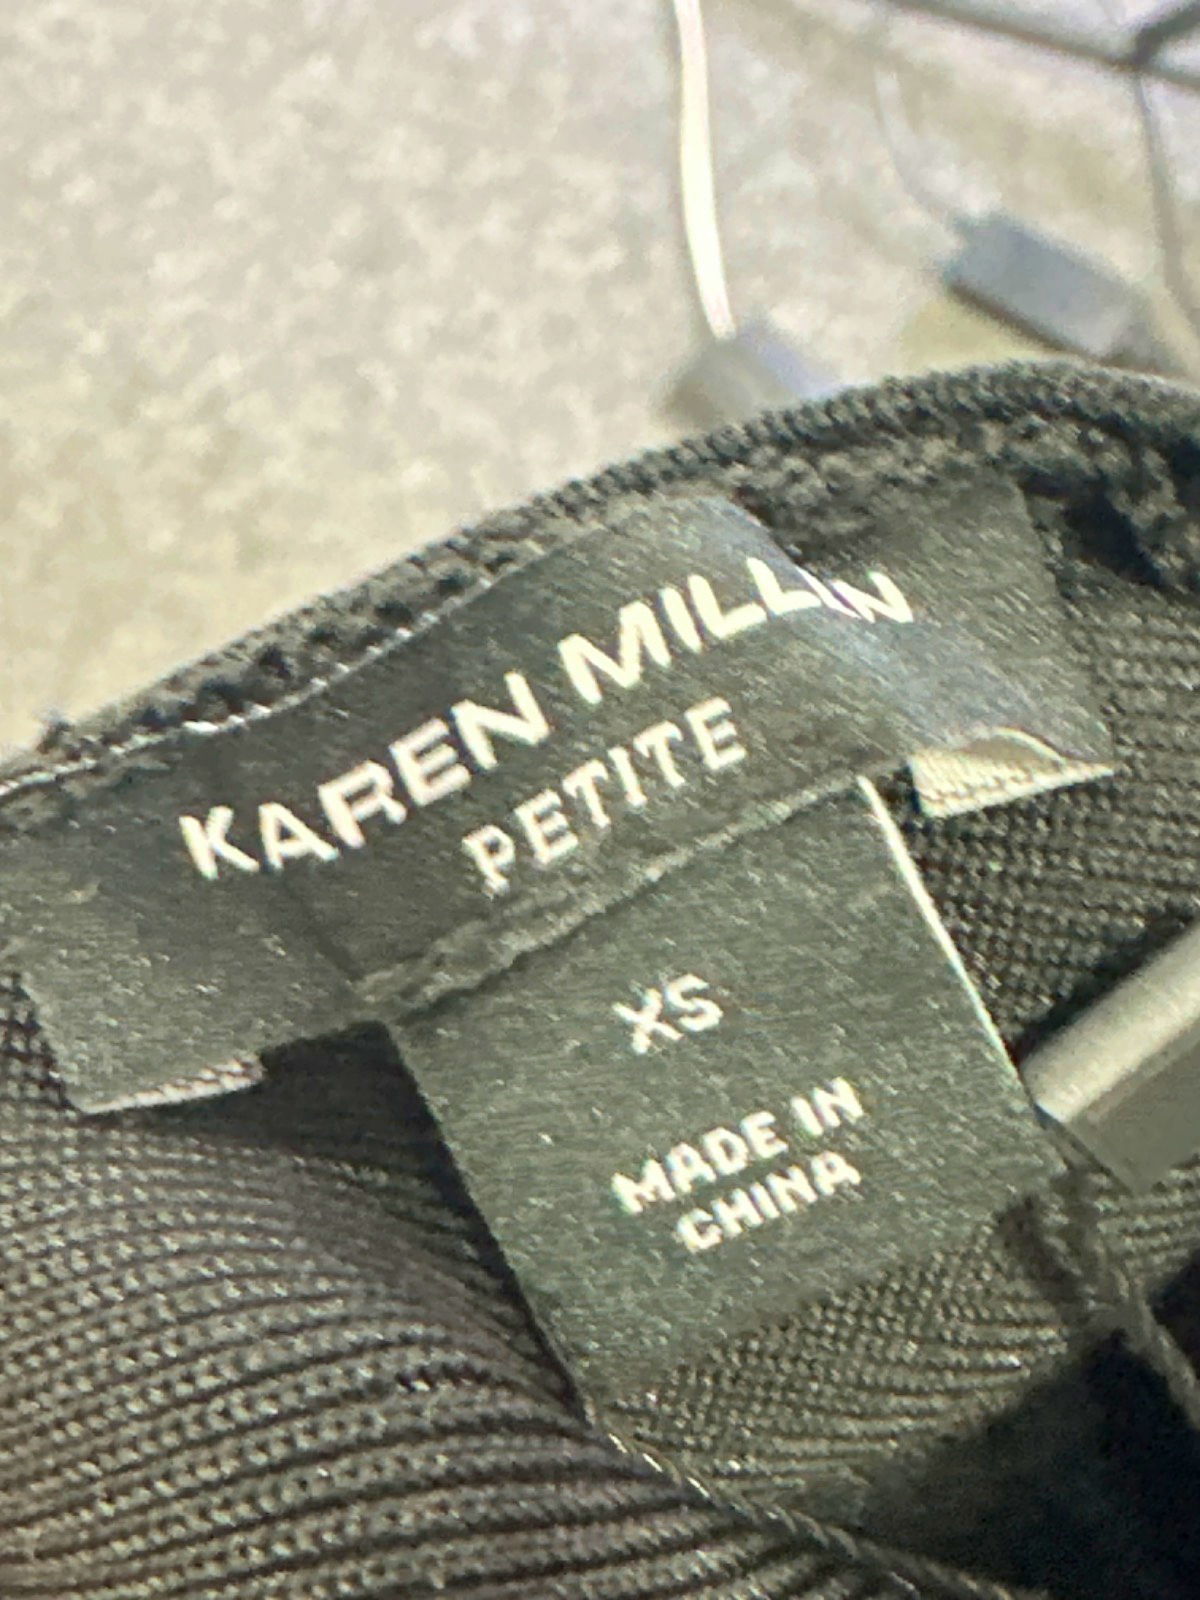 KAREN MILLEN
PETITE
XS
MADE IN
CHINA